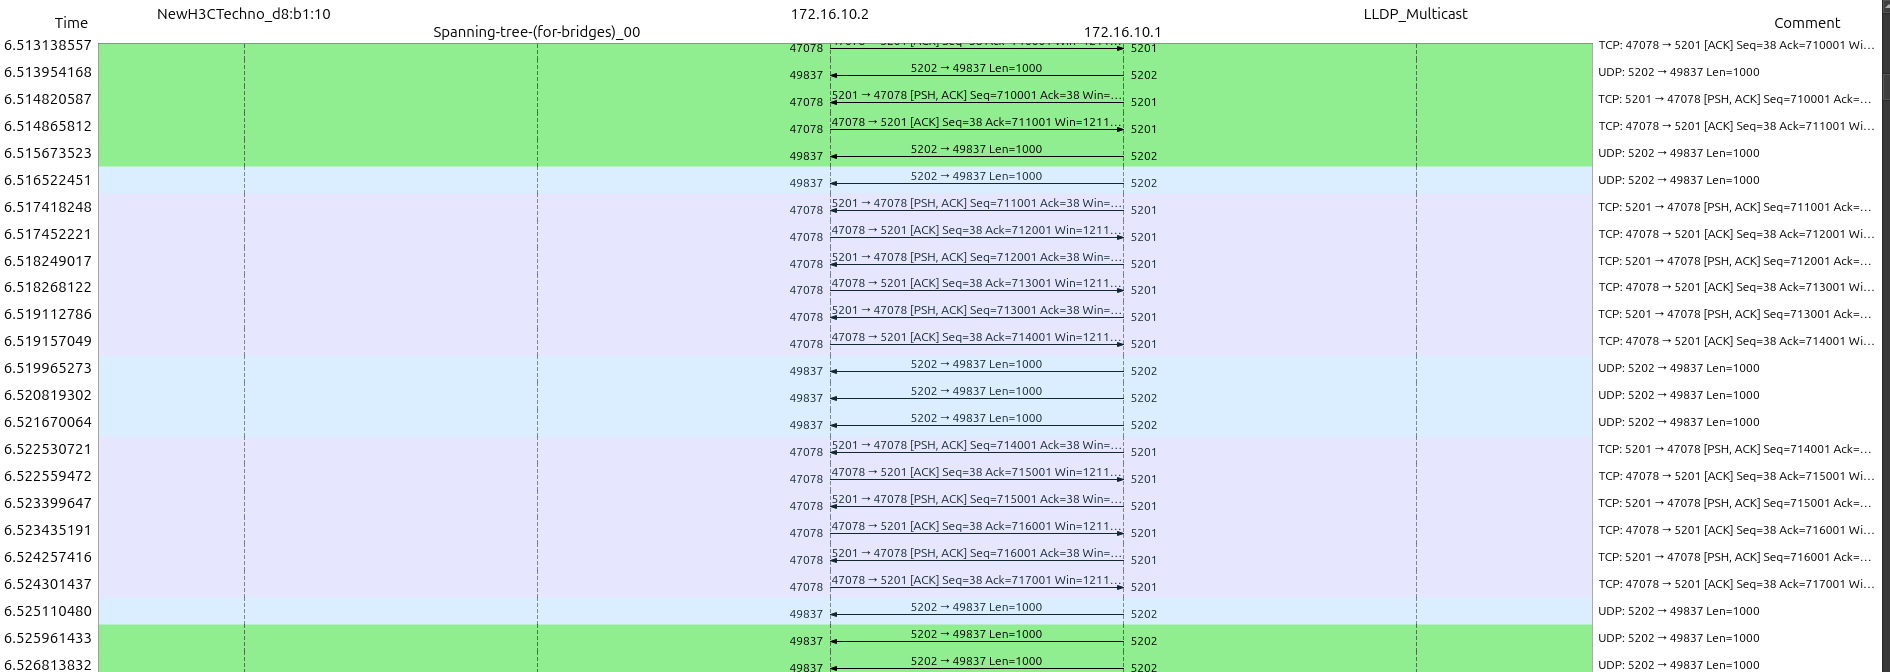 NewH3CTechno_d8:b1:10 172.16.10.2 LLDP_Multicast
Time Spanning-tree-(for-bridges)_00 172.16.10.1 Comment
6.513138557 47078 5201 TCP: 47078 → 5201 [ACK] Seq=38 Ack=710001 Wi…
6.513954168 49837 5202 → 49837 Len=1000 5202 UDP: 5202 → 49837 Len=1000
6.514820587 47078 5201 → 47078 [PSH, ACK] Seq=710001 Ack=38 Win=… 5201 TCP: 5201 → 47078 [PSH, ACK] Seq=710001 Ack=…
6.514865812 47078 47078 → 5201 [ACK] Seq=38 Ack=711001 Win=1211… 5201 TCP: 47078 → 5201 [ACK] Seq=38 Ack=711001 Wi…
6.515673523 49837 5202 → 49837 Len=1000 5202 UDP: 5202 → 49837 Len=1000
6.516522451 49837 5202 → 49837 Len=1000 5202 UDP: 5202 → 49837 Len=1000
6.517418248 47078 5201 → 47078 [PSH, ACK] Seq=711001 Ack=38 Win=… 5201 TCP: 5201 → 47078 [PSH, ACK] Seq=711001 Ack=…
6.517452221 47078 47078 → 5201 [ACK] Seq=38 Ack=712001 Win=1211… 5201 TCP: 47078 → 5201 [ACK] Seq=38 Ack=712001 Wi…
6.518249017 47078 5201 → 47078 [PSH, ACK] Seq=712001 Ack=38 Win=… 5201 TCP: 5201 → 47078 [PSH, ACK] Seq=712001 Ack=…
6.518268122 47078 47078 → 5201 [ACK] Seq=38 Ack=713001 Win=1211… 5201 TCP: 47078 → 5201 [ACK] Seq=38 Ack=713001 Wi…
6.519112786 47078 5201 → 47078 [PSH, ACK] Seq=713001 Ack=38 Win=… 5201 TCP: 5201 → 47078 [PSH, ACK] Seq=713001 Ack=…
6.519157049 47078 47078 → 5201 [ACK] Seq=38 Ack=714001 Win=1211… 5201 TCP: 47078 → 5201 [ACK] Seq=38 Ack=714001 Wi…
6.519965273 49837 5202 → 49837 Len=1000 5202 UDP: 5202 → 49837 Len=1000
6.520819302 49837 5202 → 49837 Len=1000 5202 UDP: 5202 → 49837 Len=1000
6.521670064 49837 5202 → 49837 Len=1000 5202 UDP: 5202 → 49837 Len=1000
6.522530721 47078 5201 → 47078 [PSH, ACK] Seq=714001 Ack=38 Win=… 5201 TCP: 5201 → 47078 [PSH, ACK] Seq=714001 Ack=…
6.522559472 47078 47078 → 5201 [ACK] Seq=38 Ack=715001 Win=1211… 5201 TCP: 47078 → 5201 [ACK] Seq=38 Ack=715001 Wi…
6.523399647 47078 5201 → 47078 [PSH, ACK] Seq=715001 Ack=38 Win=… 5201 TCP: 5201 → 47078 [PSH, ACK] Seq=715001 Ack=…
6.523435191 47078 47078 → 5201 [ACK] Seq=38 Ack=716001 Win=1211… 5201 TCP: 47078 → 5201 [ACK] Seq=38 Ack=716001 Wi…
6.524257416 47078 5201 → 47078 [PSH, ACK] Seq=716001 Ack=38 Win=… 5201 TCP: 5201 → 47078 [PSH, ACK] Seq=716001 Ack=…
6.524301437 47078 47078 → 5201 [ACK] Seq=38 Ack=717001 Win=1211… 5201 TCP: 47078 → 5201 [ACK] Seq=38 Ack=717001 Wi…
6.525110480 49837 5202 → 49837 Len=1000 5202 UDP: 5202 → 49837 Len=1000
6.525961433 49837 5202 → 49837 Len=1000 5202 UDP: 5202 → 49837 Len=1000
6.526813832 49837 5202 → 49837 Len=1000 5202 UDP: 5202 → 49837 Len=1000